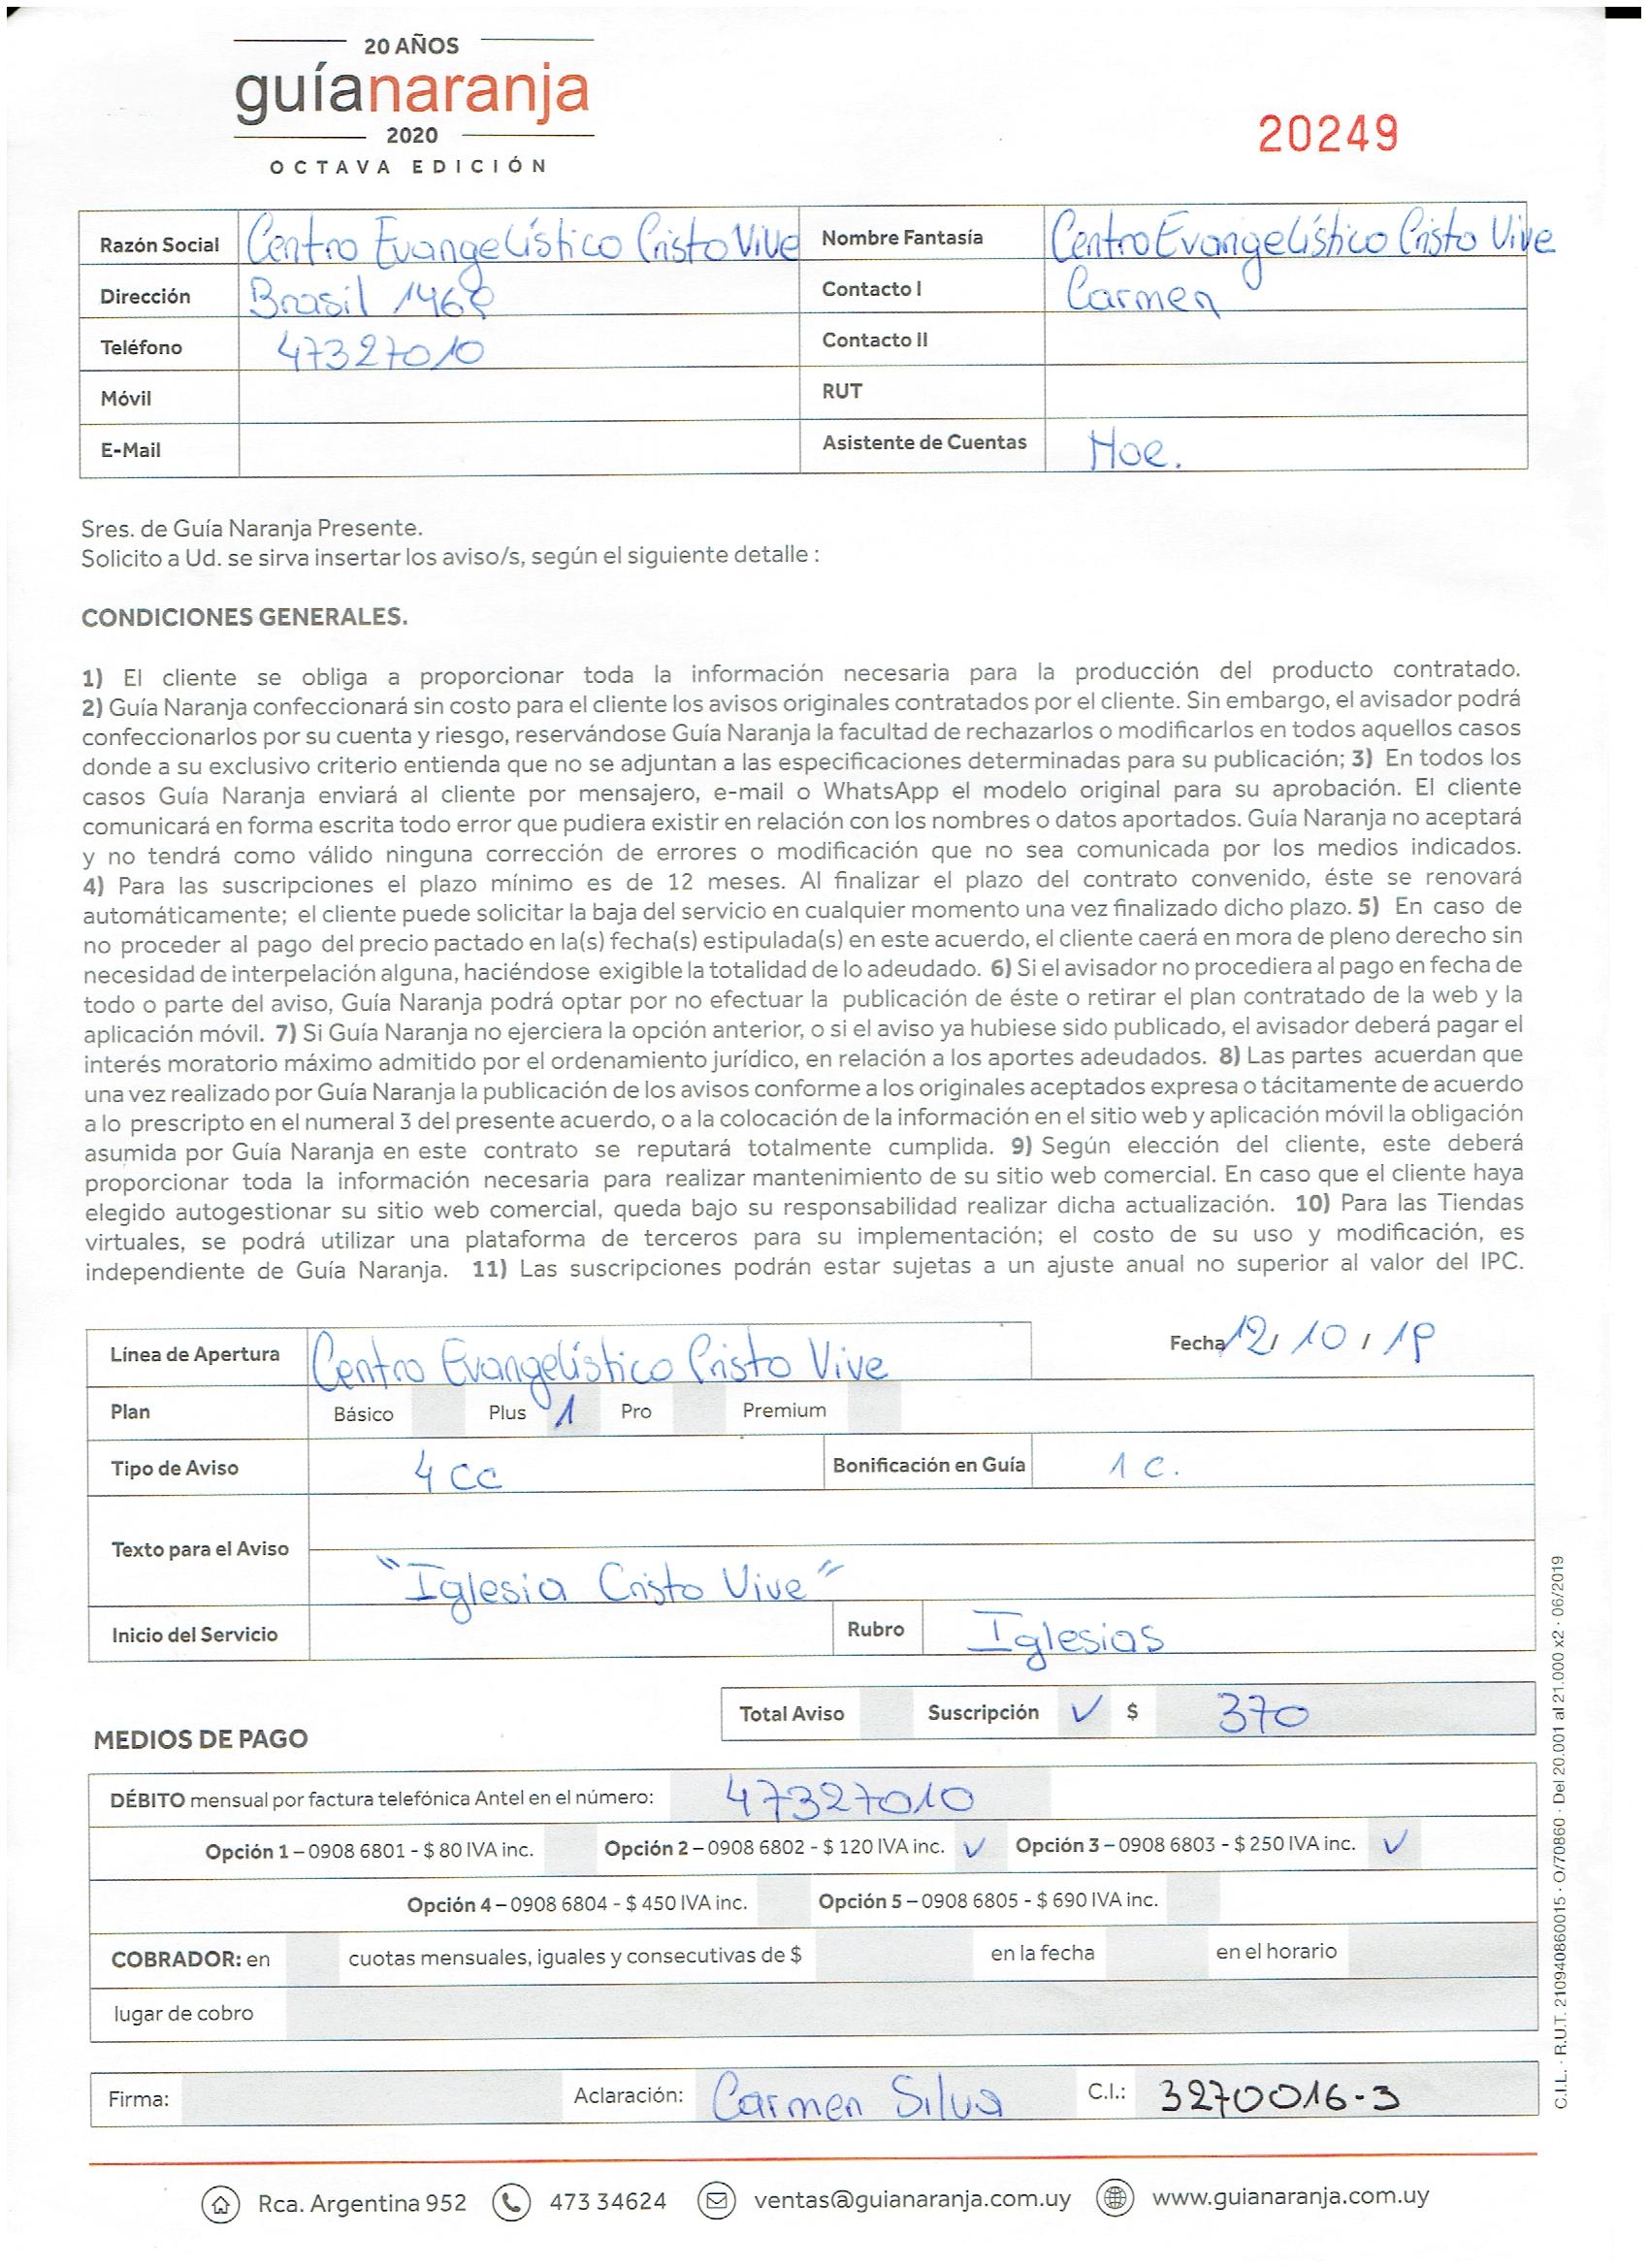 20 AÑOS
guíanaranja
2020
OCTAVA EDICIÓN
20249
Razón Social Centro Evangelístico Cristo Vive Nombre Fantasía Centro Evangelístico Cristo Vive
Dirección Brasil Contacto I Carmen
Teléfono 47327010 Contacto II
Móvil RUT
E-Mail Asistente de Cuentas Noe.
Sres. de Guía Naranja Presente.
Solicito a Ud. se sirva insertar los aviso/s, según el siguiente detalle :
CONDICIONES GENERALES.
1) El cliente se obliga a proporcionar toda la información necesaria para la producción del producto contratado.
2) Guía Naranja confeccionará sin costo para el cliente los avisos originales contratados por el cliente. Sin embargo, el avisador podrá
confeccionarlos por su cuenta y riesgo, reservándose Guía Naranja la facultad de rechazarlos o modificarlos en todos aquellos casos
donde a su exclusivo criterio entienda que no se adjuntan a las especificaciones determinadas para su publicación; 3) En todos los
casos Guía Naranja enviará al cliente por mensajero, e-mail o WhatsApp el modelo original para su aprobación. El cliente
comunicará en forma escrita todo error que pudiera existir en relación con los nombres o datos aportados. Guía Naranja no aceptará
y no tendrá como válido ninguna corrección de errores o modificación que no sea comunicada por los medios indicados.
4) Para las suscripciones el plazo mínimo es de 12 meses. Al finalizar el plazo del contrato convenido, éste se renovará
automáticamente; el cliente puede solicitar la baja del servicio en cualquier momento una vez finalizado dicho plazo. 5) En caso de
no proceder al pago del precio pactado en la(s) fecha(s) estipulada(s) en este acuerdo, el cliente caerá en mora de pleno derecho sin
necesidad de interpelación alguna, haciéndose exigible la totalidad de lo adeudado. 6) Si el avisador no procediera al pago en fecha de
todo o parte del aviso, Guía Naranja podrá optar por no efectuar la publicación de éste o retirar el plan contratado de la web y la
aplicación móvil. 7) Si Guía Naranja no ejerciera la opción anterior, o si el aviso ya hubiese sido publicado, el avisador deberá pagar el
interés moratorio máximo admitido por el ordenamiento jurídico, en relación a los aportes adeudados. 8) Las partes acuerdan que
una vez realizado por Guía Naranja la publicación de los avisos conforme a los originales aceptados expresa o tácitamente de acuerdo
a lo prescripto en el numeral 3 del presente acuerdo, o a la colocación de la información en el sitio web y aplicación móvil la obligación
asumida por Guía Naranja en este contrato se reputará totalmente cumplida. 9) Según elección del cliente, este deberá
proporcionar toda la información necesaria para realizar mantenimiento de su sitio web comercial. En caso que el cliente haya
elegido autogestionar su sitio web comercial, queda bajo su responsabilidad realizar dicha actualización. 10) Para las Tiendas
virtuales, se podrá utilizar una plataforma de terceros para su implementación; el costo de su uso y modificación, es
independiente de Guía Naranja. 11) Las suscripciones podrán estar sujetas a un ajuste anual no superior al valor del IPC.
Línea de Apertura Centro Evangelístico Cristo Vive Fecha 12/ 10 / 19
Plan Básico Plus 1 Pro Premium
Tipo de Aviso 4 cc Bonificación en Guía 1 c.
Texto para el Aviso
"Iglesia Cristo Vive"
Inicio del Servicio Rubro Iglesias
Total Aviso Suscripción ✓ $ 370
MEDIOS DE PAGO
DÉBITO mensual por factura telefónica Antel en el número: 47327010
Opción 1 – 0908 6801 - $ 80 IVA inc. Opción 2 – 0908 6802 - $ 120 IVA inc. ✓ Opción 3 – 0908 6803 - $ 250 IVA inc. ✓
Opción 4 – 0908 6804 - $ 450 IVA inc. Opción 5 – 0908 6805 - $ 690 IVA inc.
COBRADOR: en cuotas mensuales, iguales y consecutivas de $ en la fecha en el horario
lugar de cobro
Firma: Aclaración: Carmen Silva C.I.: 3270016-3
C.I.L. · R.U.T. 210940860015 · O/70860 · Del 20.001 al 21.000 x2 · 06/2019
Rca. Argentina 952 473 34624 ventas@guianaranja.com.uy www.guianaranja.com.uy